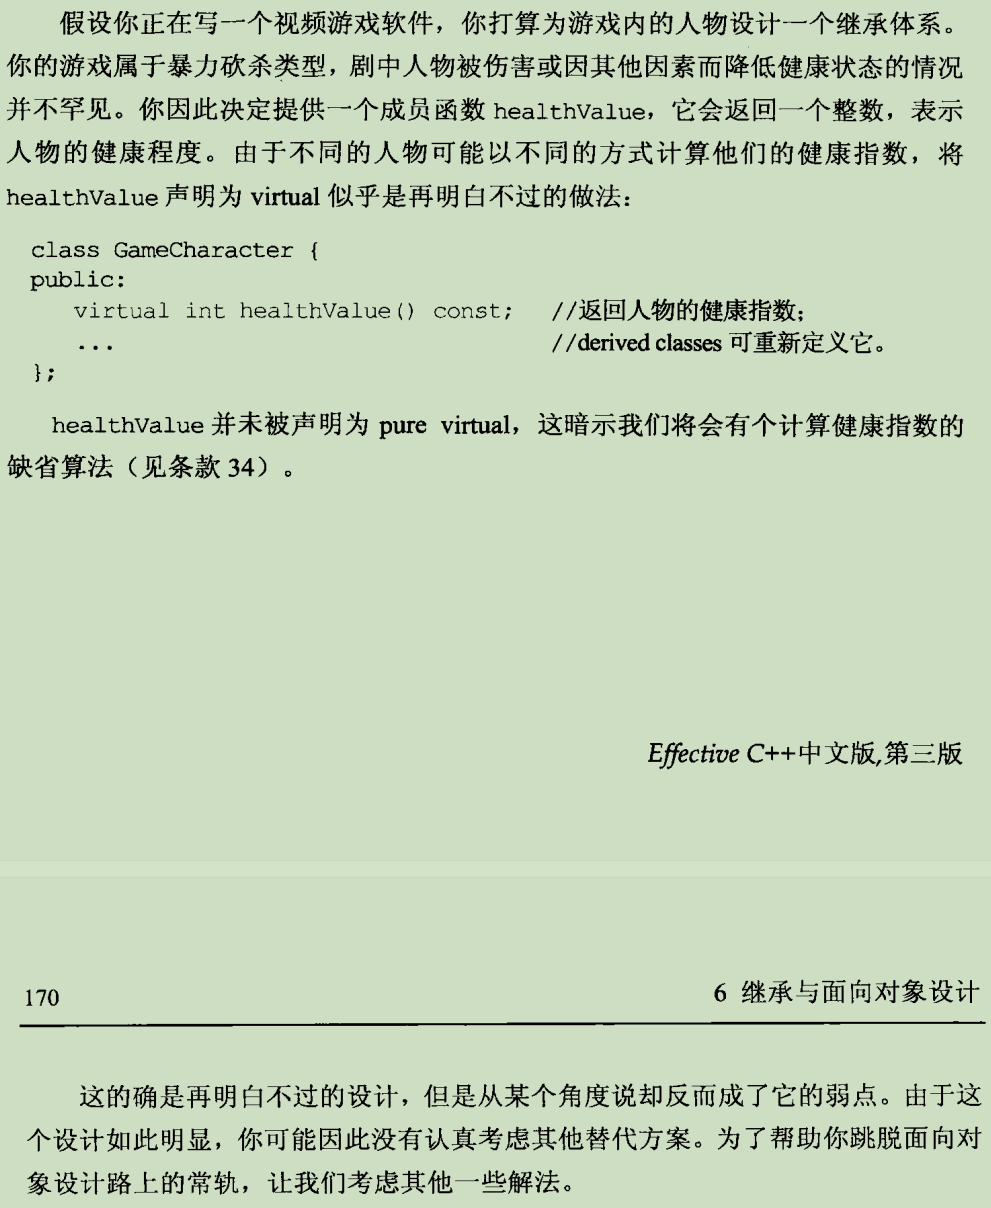 假设你正在写一个视频游戏软件，你打算为游戏内的人物设计一个继承体系。
你的游戏属于暴力砍杀类型，剧中人物被伤害或因其他因素而降低健康状态的情况
并不罕见。你因此决定提供一个成员函数 healthValue，它会返回一个整数，表示
人物的健康程度。由于不同的人物可能以不同的方式计算他们的健康指数，将
healthValue 声明为 virtual 似乎是再明白不过的做法：
class GameCharacter {
public:
virtual int healthValue() const; //返回人物的健康指数；
... //derived classes 可重新定义它。
};
healthValue 并未被声明为 pure virtual，这暗示我们将会有个计算健康指数的
缺省算法（见条款 34）。
Effective C++中文版,第三版
170 6 继承与面向对象设计
这的确是再明白不过的设计，但是从某个角度说却反而成了它的弱点。由于这
个设计如此明显，你可能因此没有认真考虑其他替代方案。为了帮助你跳脱面向对
象设计路上的常轨，让我们考虑其他一些解法。